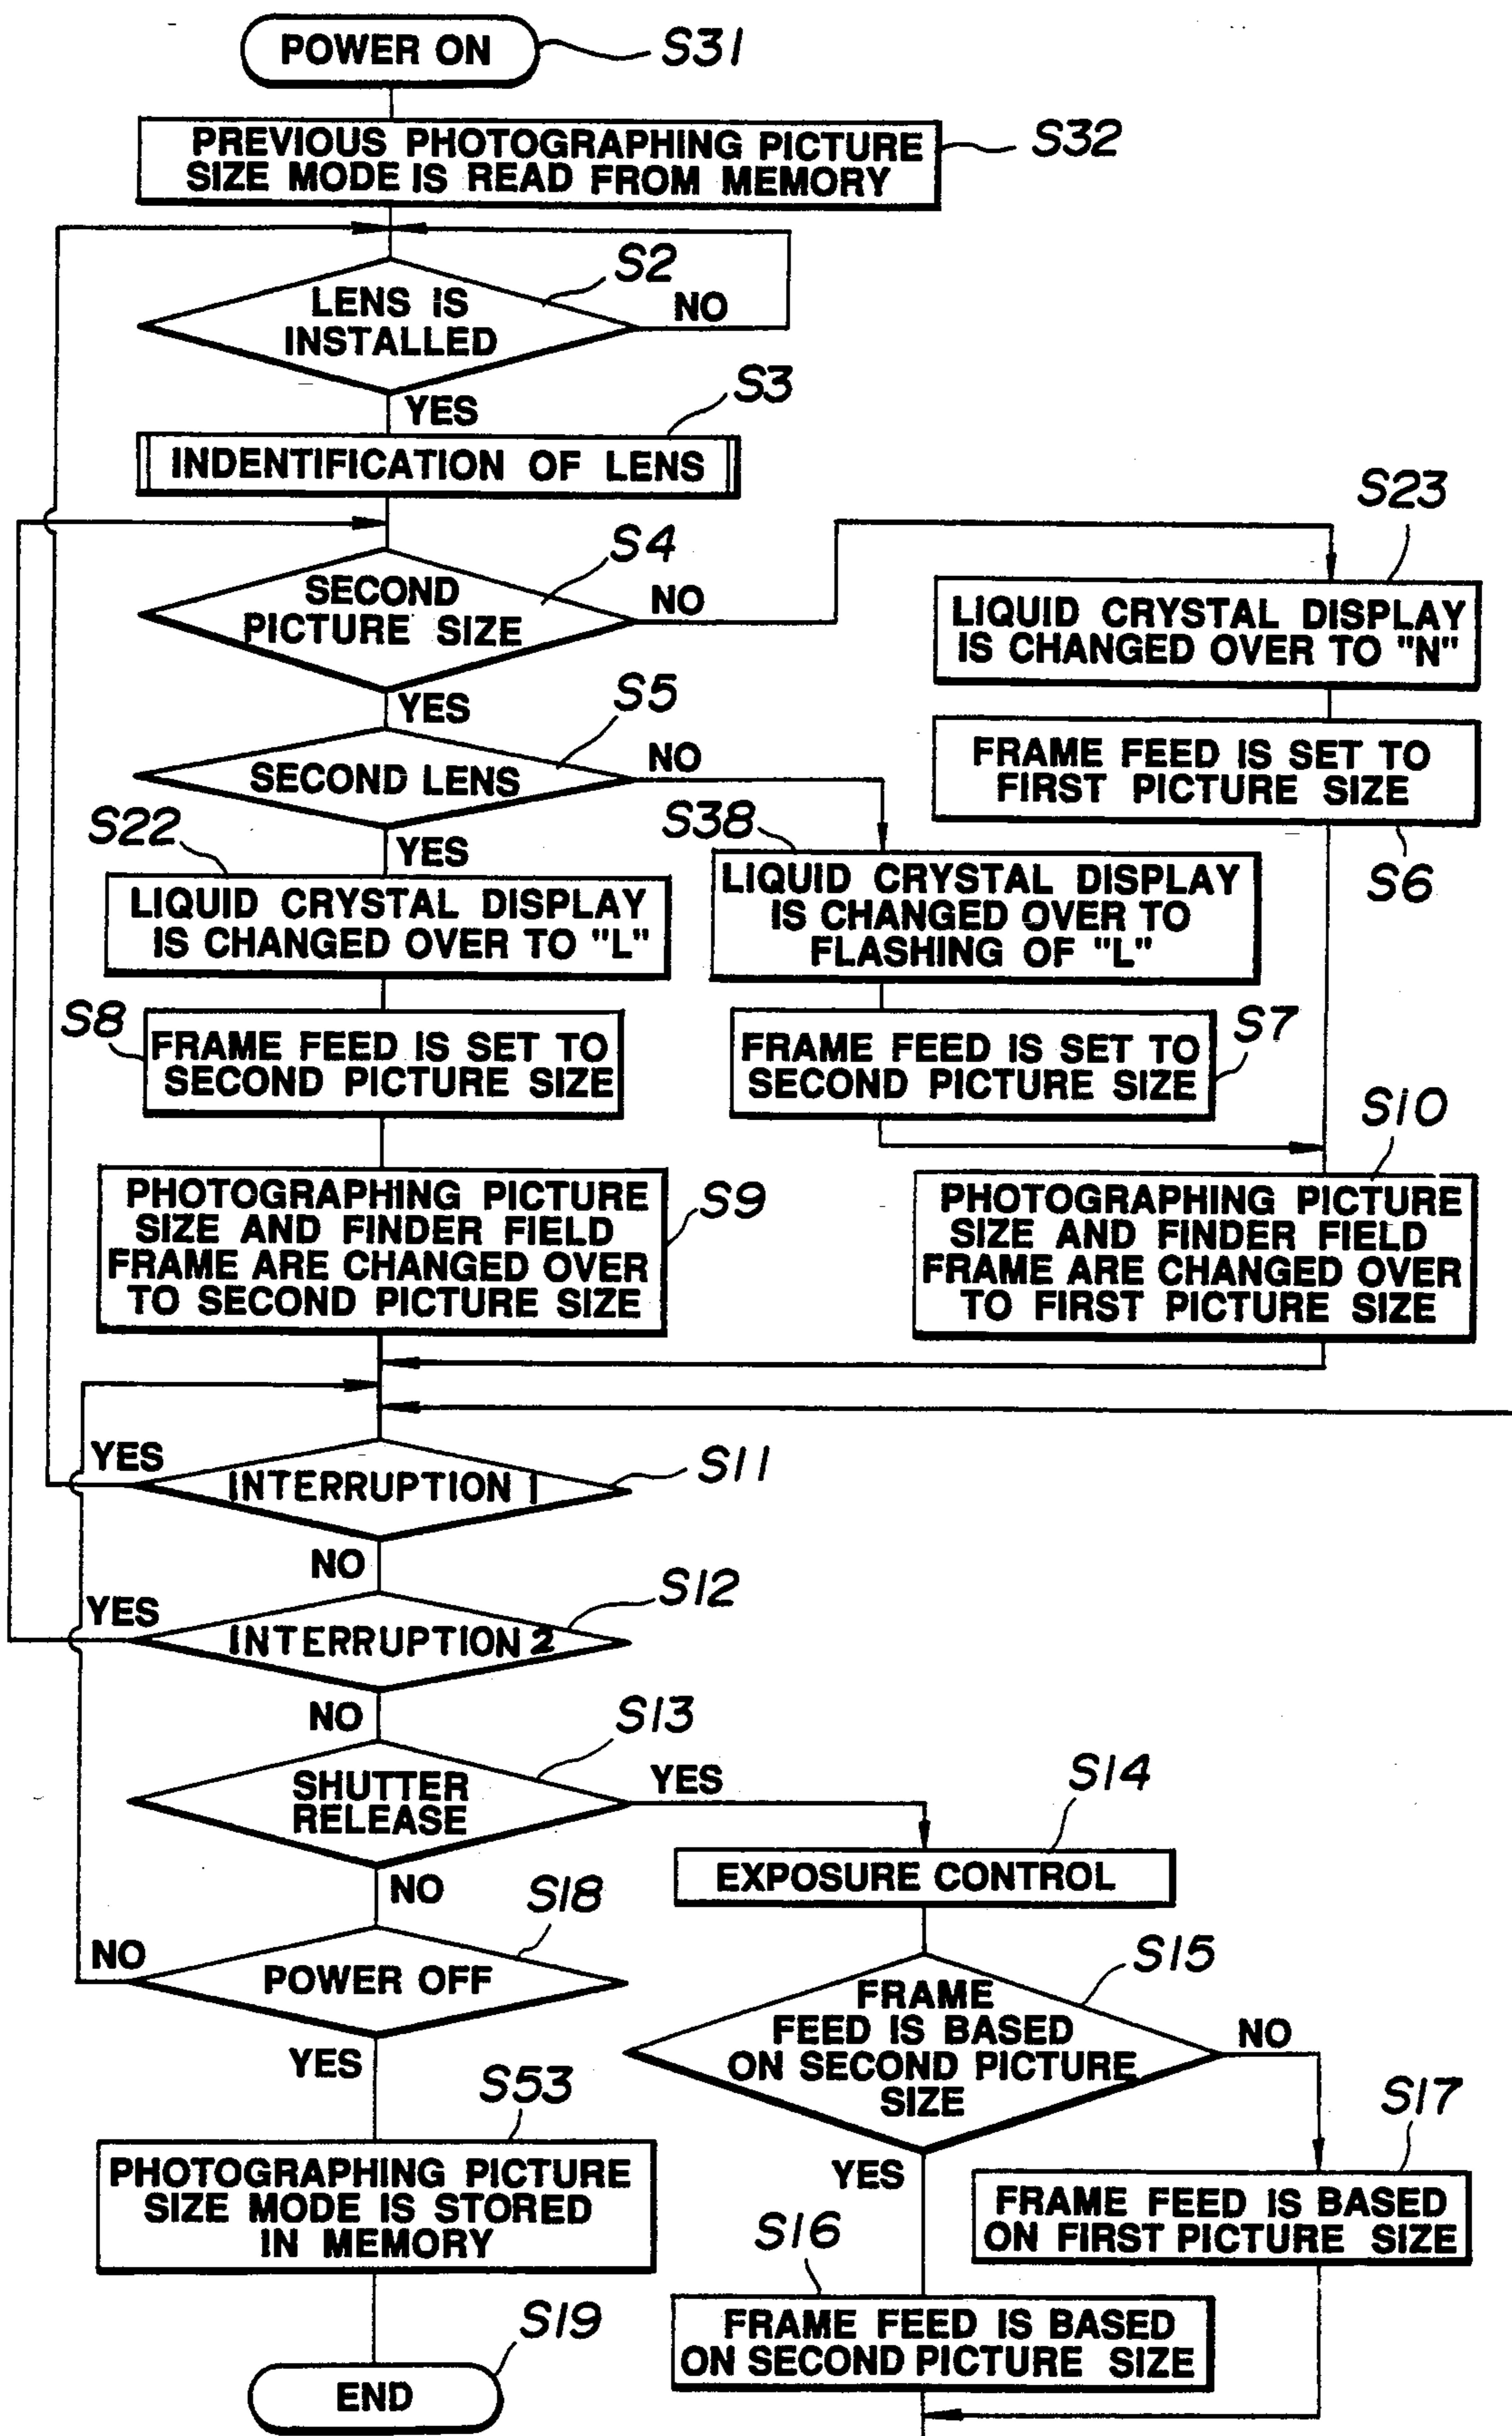 POWER ON
S31
PREVIOUS PHOTOGRAPHING PICTURE
SIZE MODE IS READ FROM MEMORY
S32
S2
LENS IS
INSTALLED
NO
YES
S3
INDENTIFICATION OF LENS
S4
SECOND
PICTURE SIZE
NO
YES
S23
LIQUID CRYSTAL DISPLAY
IS CHANGED OVER TO "N"
FRAME FEED IS SET TO
FIRST PICTURE SIZE
S6
S5
SECOND LENS
NO
YES
S22
LIQUID CRYSTAL DISPLAY
IS CHANGED OVER TO "L"
S38
LIQUID CRYSTAL DISPLAY
IS CHANGED OVER TO
FLASHING OF "L"
S8
FRAME FEED IS SET TO
SECOND PICTURE SIZE
S7
FRAME FEED IS SET TO
SECOND PICTURE SIZE
S9
PHOTOGRAPHING PICTURE
SIZE AND FINDER FIELD
FRAME ARE CHANGED OVER
TO SECOND PICTURE SIZE
S10
PHOTOGRAPHING PICTURE
SIZE AND FINDER FIELD
FRAME ARE CHANGED OVER
TO FIRST PICTURE SIZE
YES
INTERRUPTION 1
S11
NO
YES
INTERRUPTION 2
S12
NO
S13
SHUTTER
RELEASE
YES
NO
S14
EXPOSURE CONTROL
S18
NO
POWER OFF
YES
S15
FRAME
FEED IS BASED
ON SECOND PICTURE
SIZE
NO
YES
S53
PHOTOGRAPHING PICTURE
SIZE MODE IS STORED
IN MEMORY
S17
FRAME FEED IS BASED
ON FIRST PICTURE SIZE
S16
FRAME FEED IS BASED
ON SECOND PICTURE SIZE
S19
END